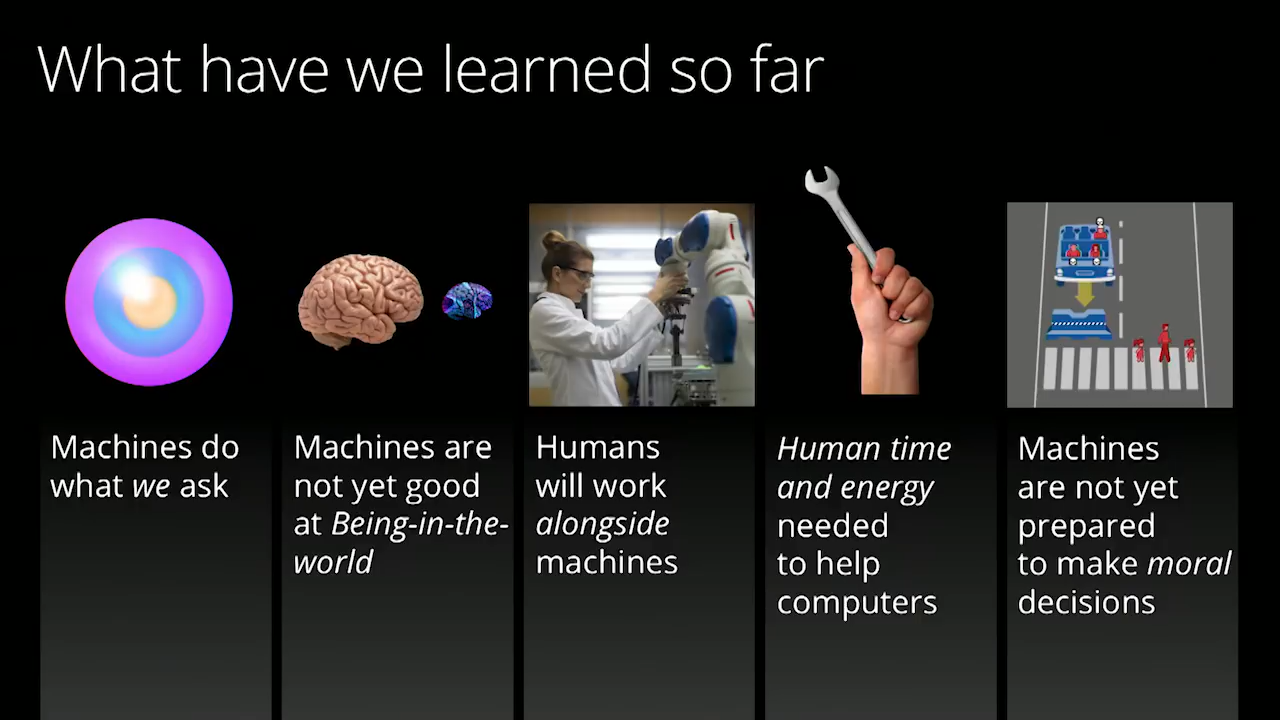 What have we learned so far
Machines do
what we ask
Machines are
not yet good
at Being-in-the-
world
Humans
will work
alongside
machines
Human time
and energy
needed
to help
computers
Machines
are not yet
prepared
to make moral
decisions